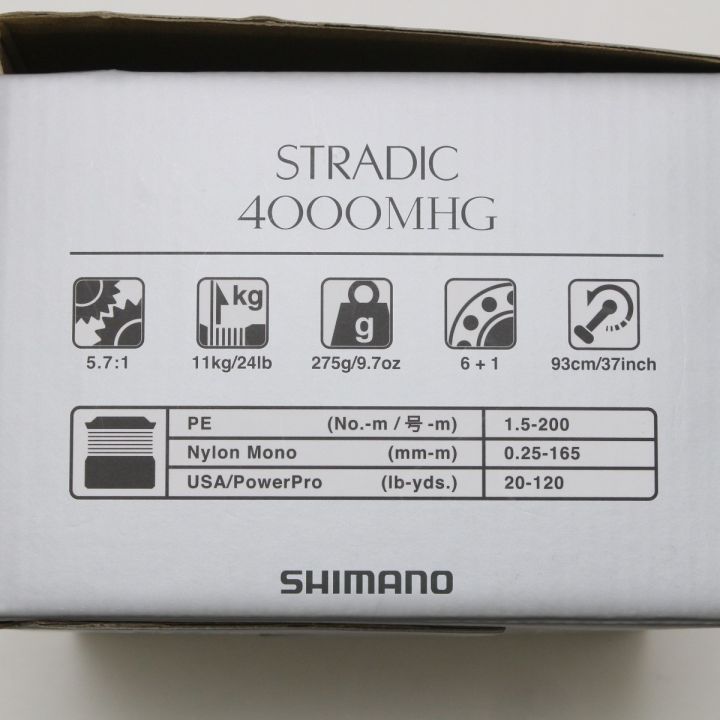 STRADIC
4000MHG
kg
g
5.7:1 11kg/24lb 275g/9.7oz 6 + 1 93cm/37inch
PE (No.-m / 号 -m) 1.5-200
Nylon Mono (mm-m) 0.25-165
USA/PowerPro (lb-yds.) 20-120
SHIMANO